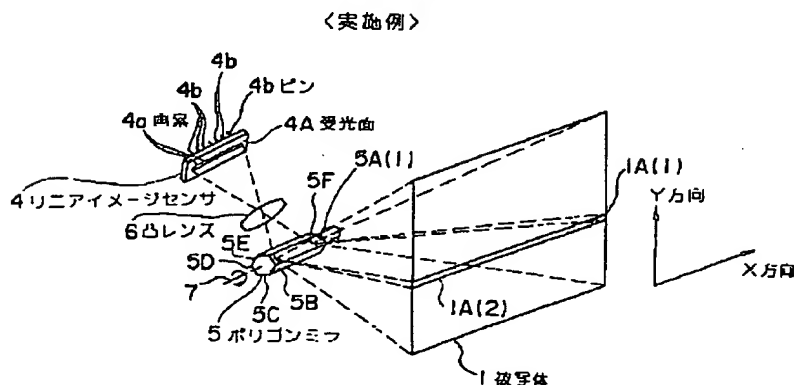 〈実施例〉
4b
4b
4b ピン
4a 画素
4A 受光面
5A(1)
5F
1A(1)
Y方向
4 リニアイメージセンサ
6 凸レンズ
5E
5D
X方向
7
5B
5C
1A(2)
5 ポリゴンミラ
1 被写体